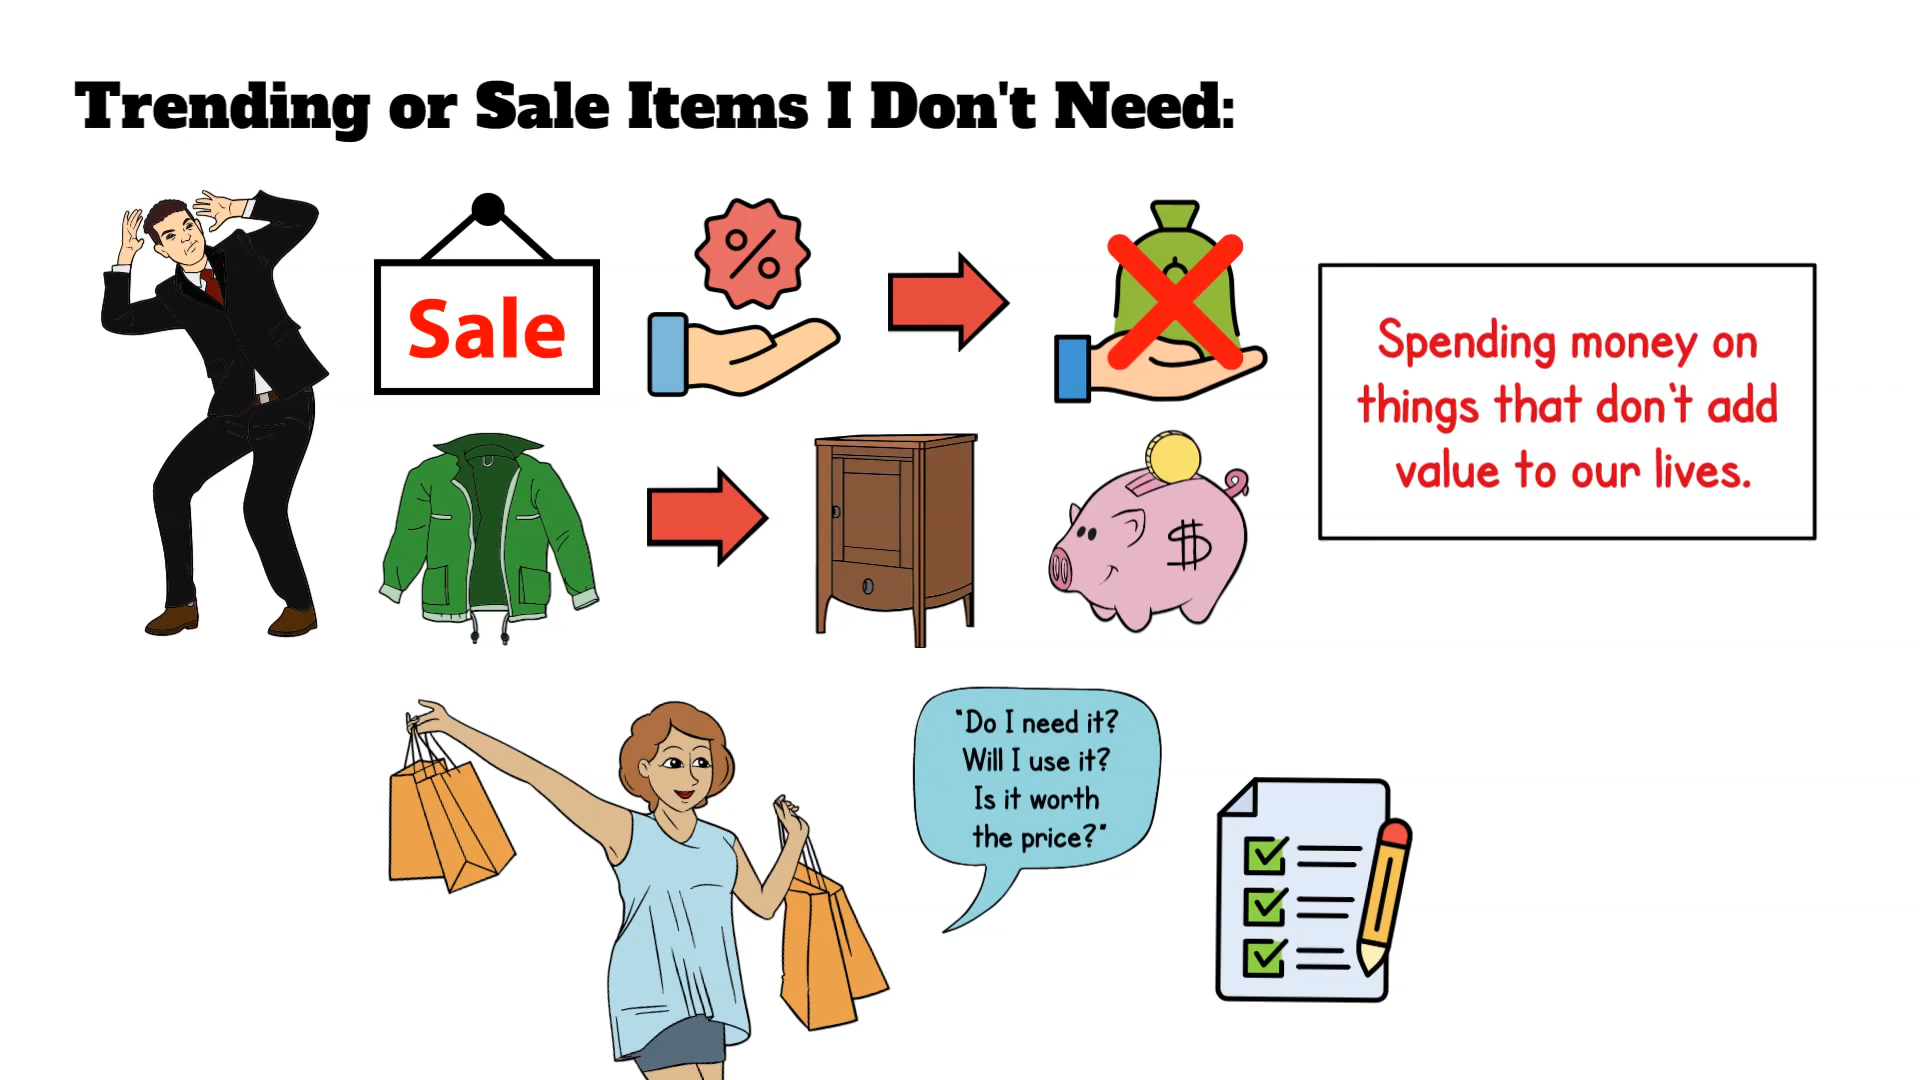 Trending or Sale Items I Don't Need:
Sale
%
Spending money on
things that don't add
value to our lives.
$
"Do I need it?
Will I use it?
Is it worth
the price?"